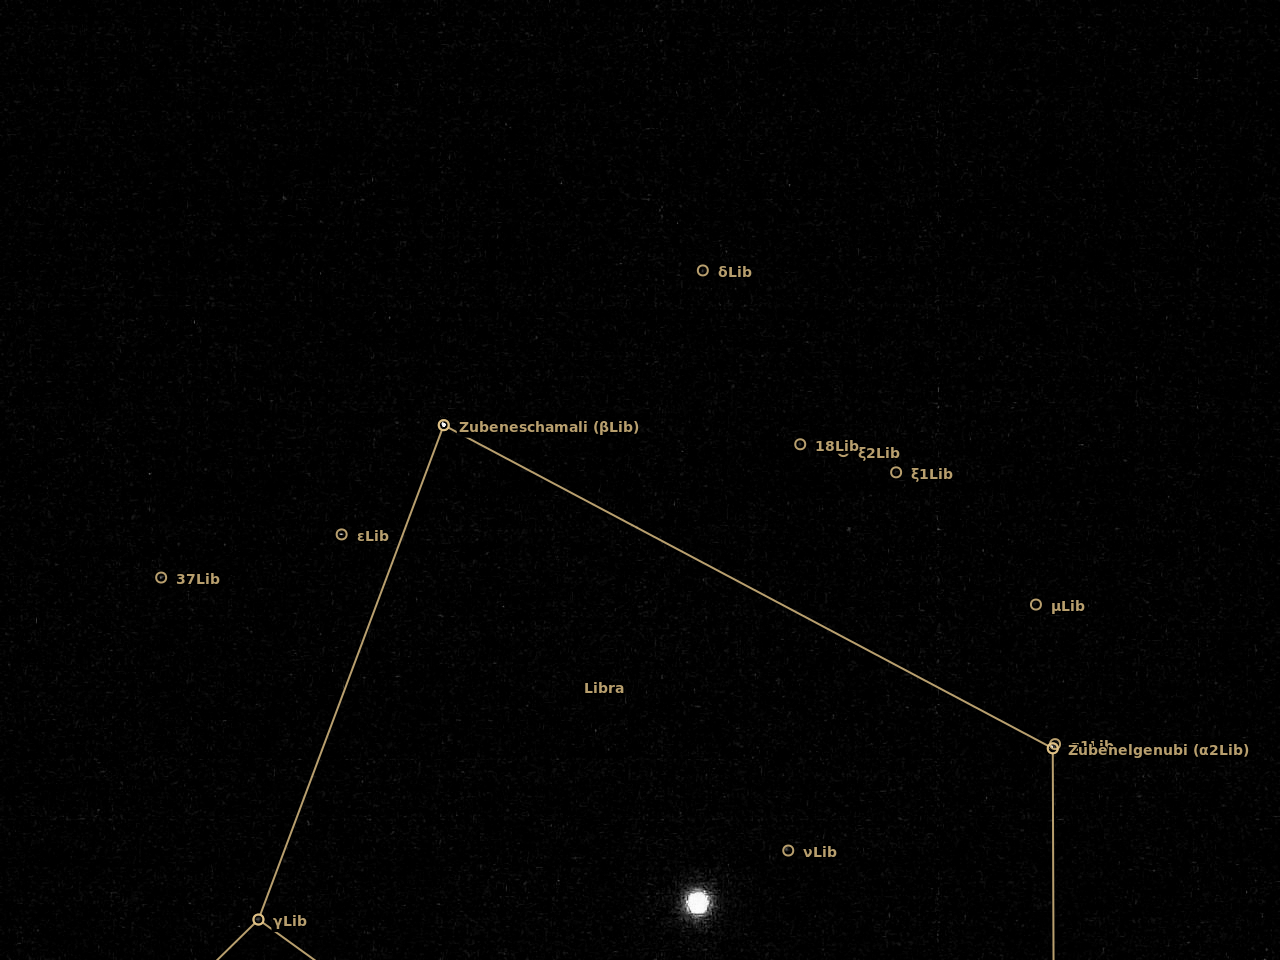 δLib
Zubeneschamali (βLib)
18Lib
ξ2Lib
ξ1Lib
εLib
37Lib
μLib
Libra
Zubenelgenubi (α2Lib)
νLib
γLib